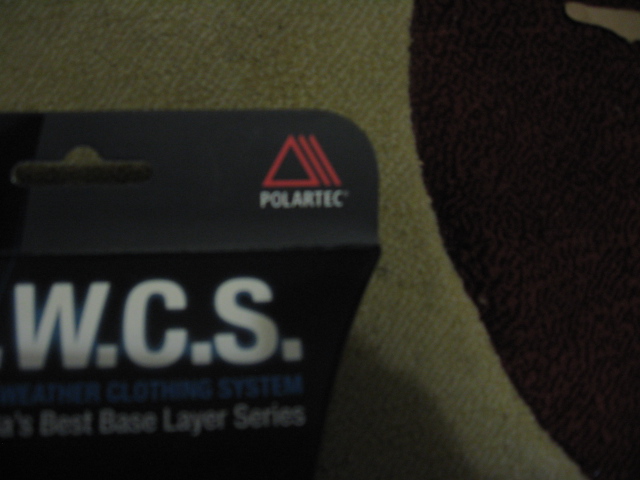 POLARTEC
.W.C.S.
WEATHER CLOTHING SYSTEM
a's Best Base Layer Series